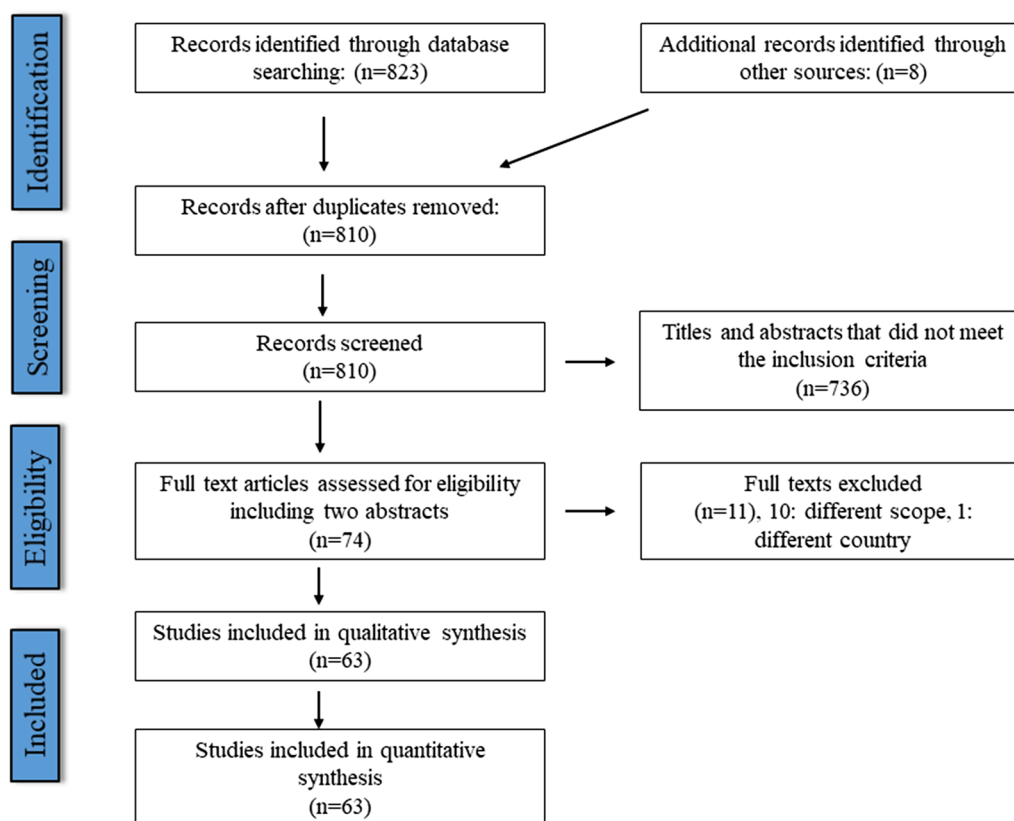 Identification
Records identified through database
searching: (n=823)
Additional records identified through
other sources: (n=8)
Records after duplicates removed:
(n=810)
Screening
Records screened
(n=810)
Titles and abstracts that did not meet
the inclusion criteria
(n=736)
Eligibility
Full text articles assessed for eligibility
including two abstracts
(n=74)
Full texts excluded
(n=11), 10: different scope, 1:
different country
Included
Studies included in qualitative synthesis
(n=63)
Studies included in quantitative
synthesis
(n=63)